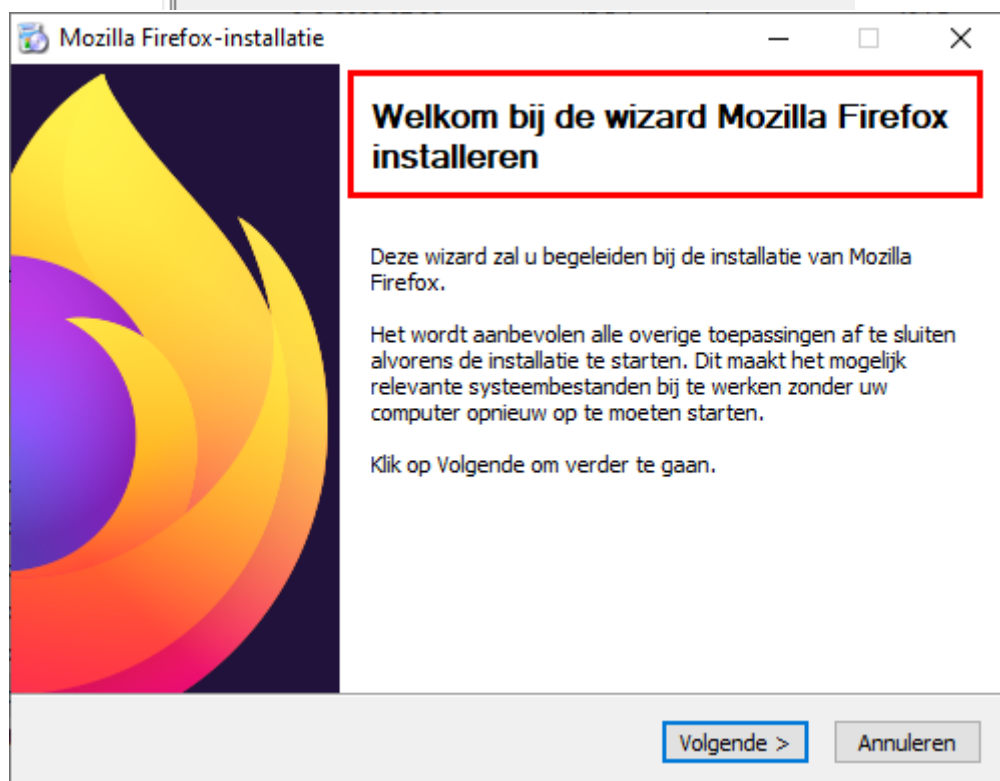 Mozilla Firefox-installatie
Welkom bij de wizard Mozilla Firefox
installeren
Deze wizard zal u begeleiden bij de installatie van Mozilla
Firefox.
Het wordt aanbevolen alle overige toepassingen af te sluiten
alvorens de installatie te starten. Dit maakt het mogelijk
relevante systeembestanden bij te werken zonder uw
computer opnieuw op te moeten starten.
Klik op Volgende om verder te gaan.
Volgende >
Annuleren